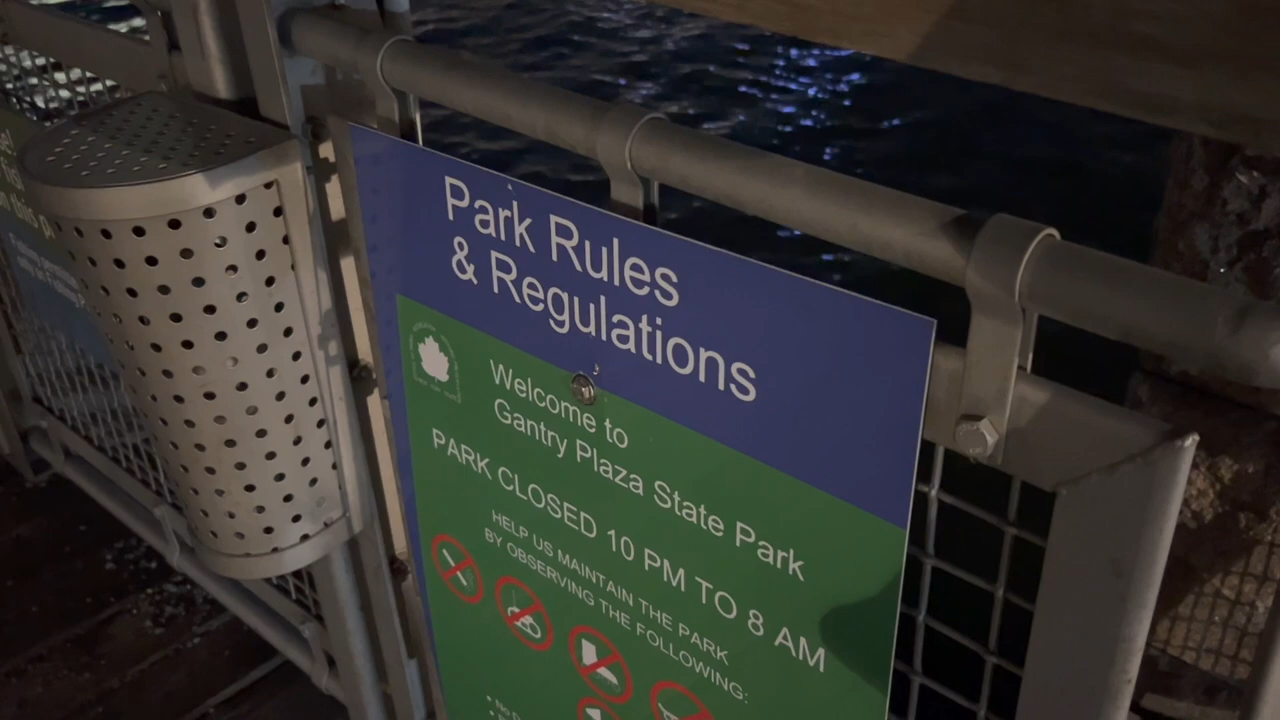 Park Rules
& Regulations
Welcome to
Gantry Plaza State Park
PARK CLOSED 10 PM TO 8 AM
HELP US MAINTAIN THE PARK
BY OBSERVING THE FOLLOWING:
• No